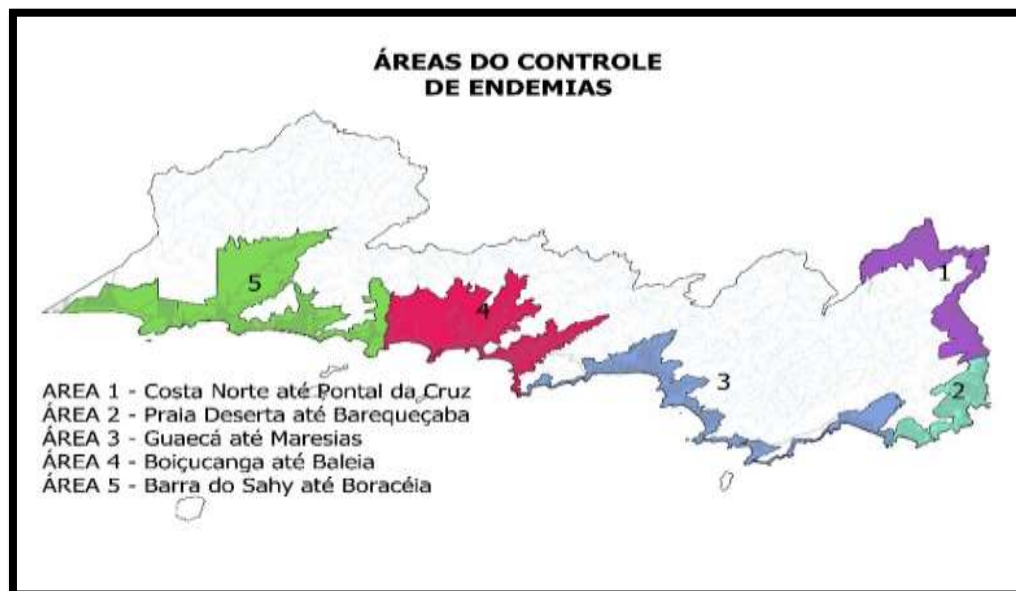 ÁREAS DO CONTROLE
DE ENDEMIAS
1
5
4
3
2
AREA 1 - Costa Norte até Pontal da Cruz
ÁREA 2 - Praia Deserta até Barequeçaba
ÁREA 3 - Guaecá até Maresias
ÁREA 4 - Boiçucanga até Baleia
ÁREA 5 - Barra do Sahy até Boracéia